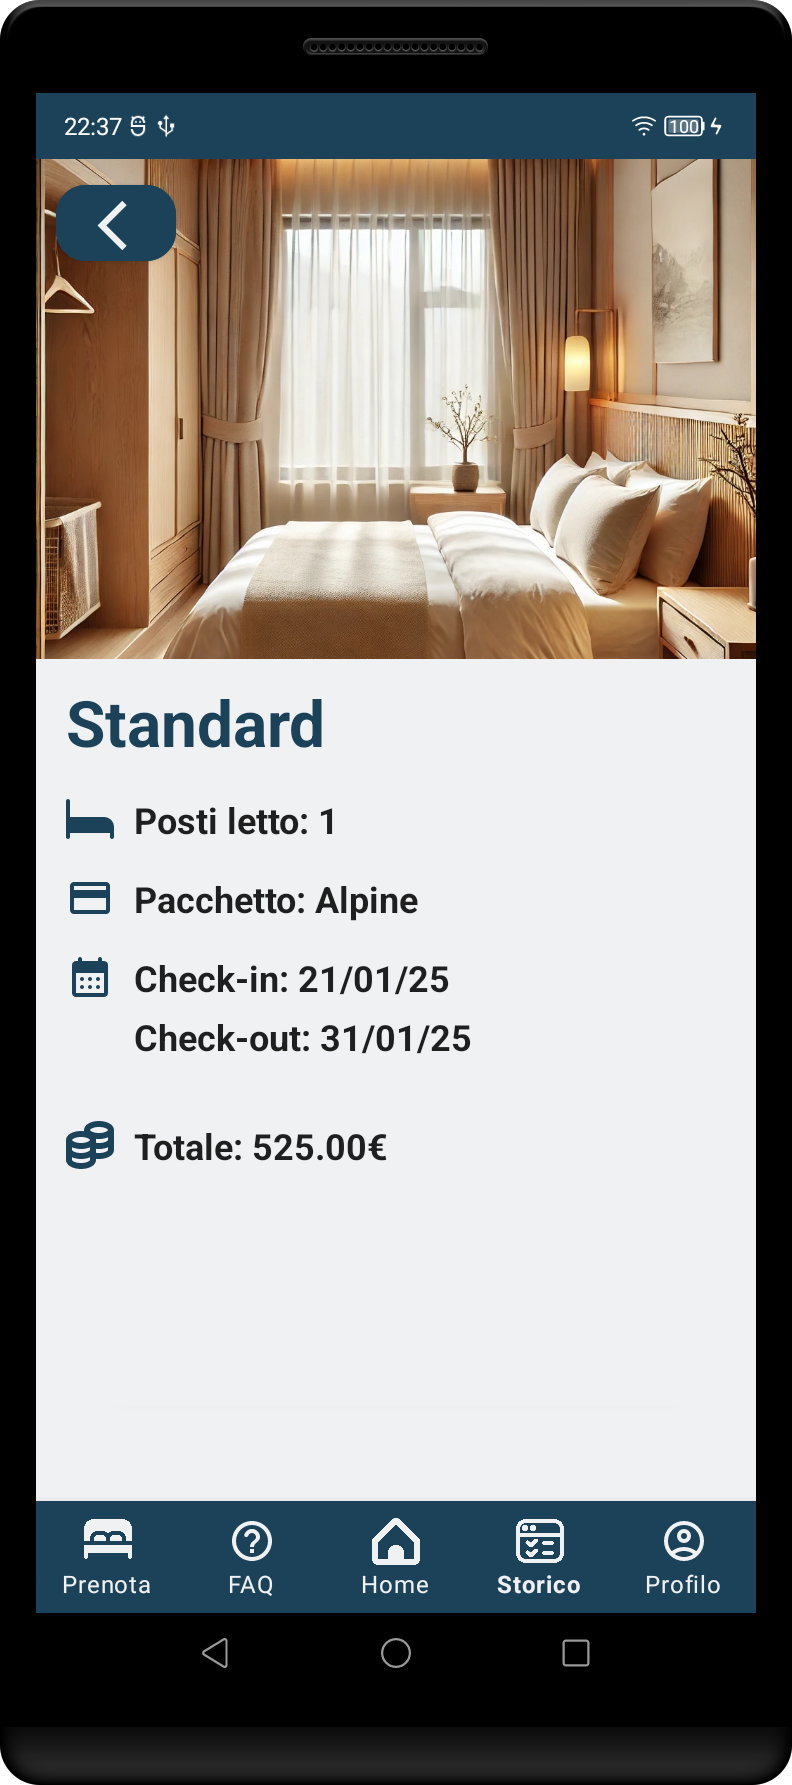 22:37
100
Standard
Posti letto: 1
Pacchetto: Alpine
Check-in: 21/01/25
Check-out: 31/01/25
Totale: 525.00€
Prenota
FAQ
Home
Storico
Profilo